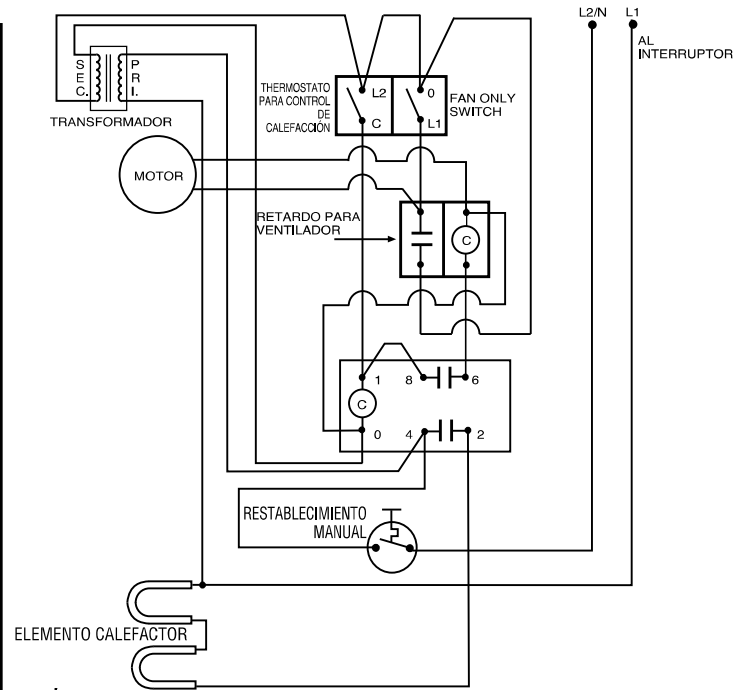 L2/N L1
AL
INTERRUPTOR
S
E
C.
P
R
I.
TRANSFORMADOR
THERMOSTATO
PARA CONTROL
DE
CALEFACCIÓN
L2
C
0
L1
FAN ONLY
SWITCH
MOTOR
RETARDO PARA
VENTILADOR
C
1
8
6
C
0
4
2
RESTABLECIMIENTO
MANUAL
ELEMENTO CALEFACTOR